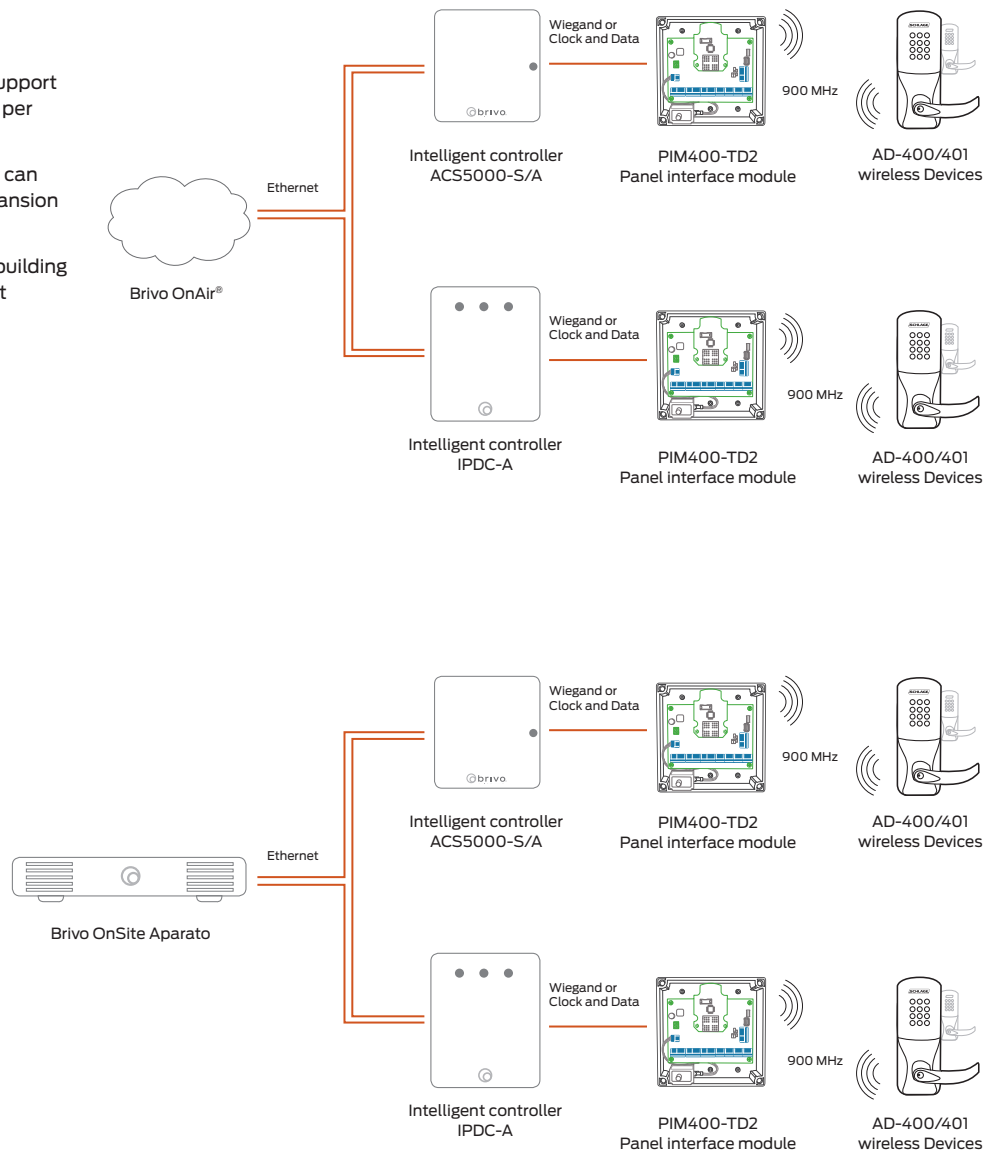 upport
per
can
ansion
building
t
Brivo OnAir®
Ethernet
brivo.
Intelligent controller
ACS5000-S/A
Wiegand or
Clock and Data
PIM400-TD2
Panel interface module
900 MHz
SCHLAGE
AD-400/401
wireless Devices
Intelligent controller
IPDC-A
Wiegand or
Clock and Data
PIM400-TD2
Panel interface module
900 MHz
SCHLAGE
AD-400/401
wireless Devices
Brivo OnSite Aparato
Ethernet
brivo.
Intelligent controller
ACS5000-S/A
Wiegand or
Clock and Data
PIM400-TD2
Panel interface module
900 MHz
SCHLAGE
AD-400/401
wireless Devices
Intelligent controller
IPDC-A
Wiegand or
Clock and Data
PIM400-TD2
Panel interface module
900 MHz
SCHLAGE
AD-400/401
wireless Devices